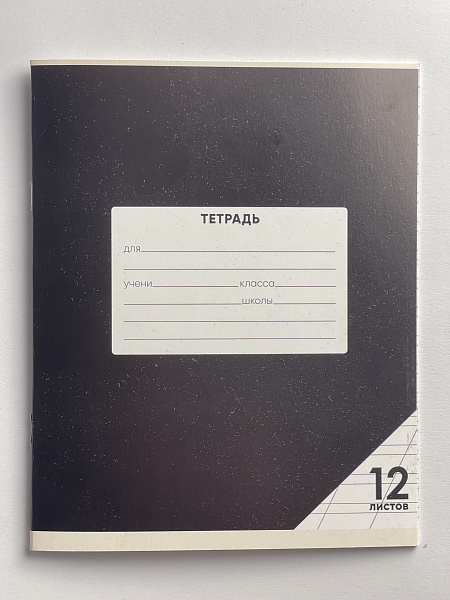 ТЕТРАДЬ
для
учени класса
школы
12
листов